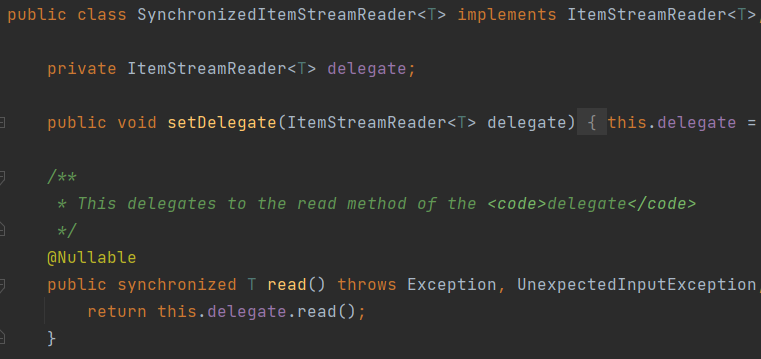 public class SynchronizedItemStreamReader<T> implements ItemStreamReader<T>,
private ItemStreamReader<T> delegate;
public void setDelegate(ItemStreamReader<T> delegate) { this.delegate =
/**
* This delegates to the read method of the <code>delegate</code>
*/
@Nullable
public synchronized T read() throws Exception, UnexpectedInputException,
return this.delegate.read();
}